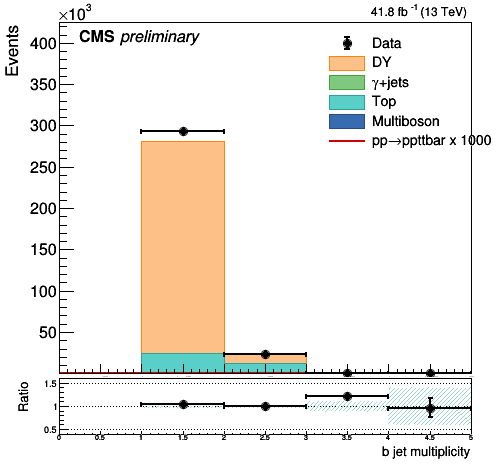 ×10³
41.8 fb⁻¹ (13 TeV)
CMS preliminary
Events
400
350
300
250
200
150
100
50
Data
DY
γ+jets
Top
Multiboson
pp→ppttbar x 1000
Ratio
1.5
1
0.5
0 0.5 1 1.5 2 2.5 3 3.5 4 4.5 5
b jet multiplicity